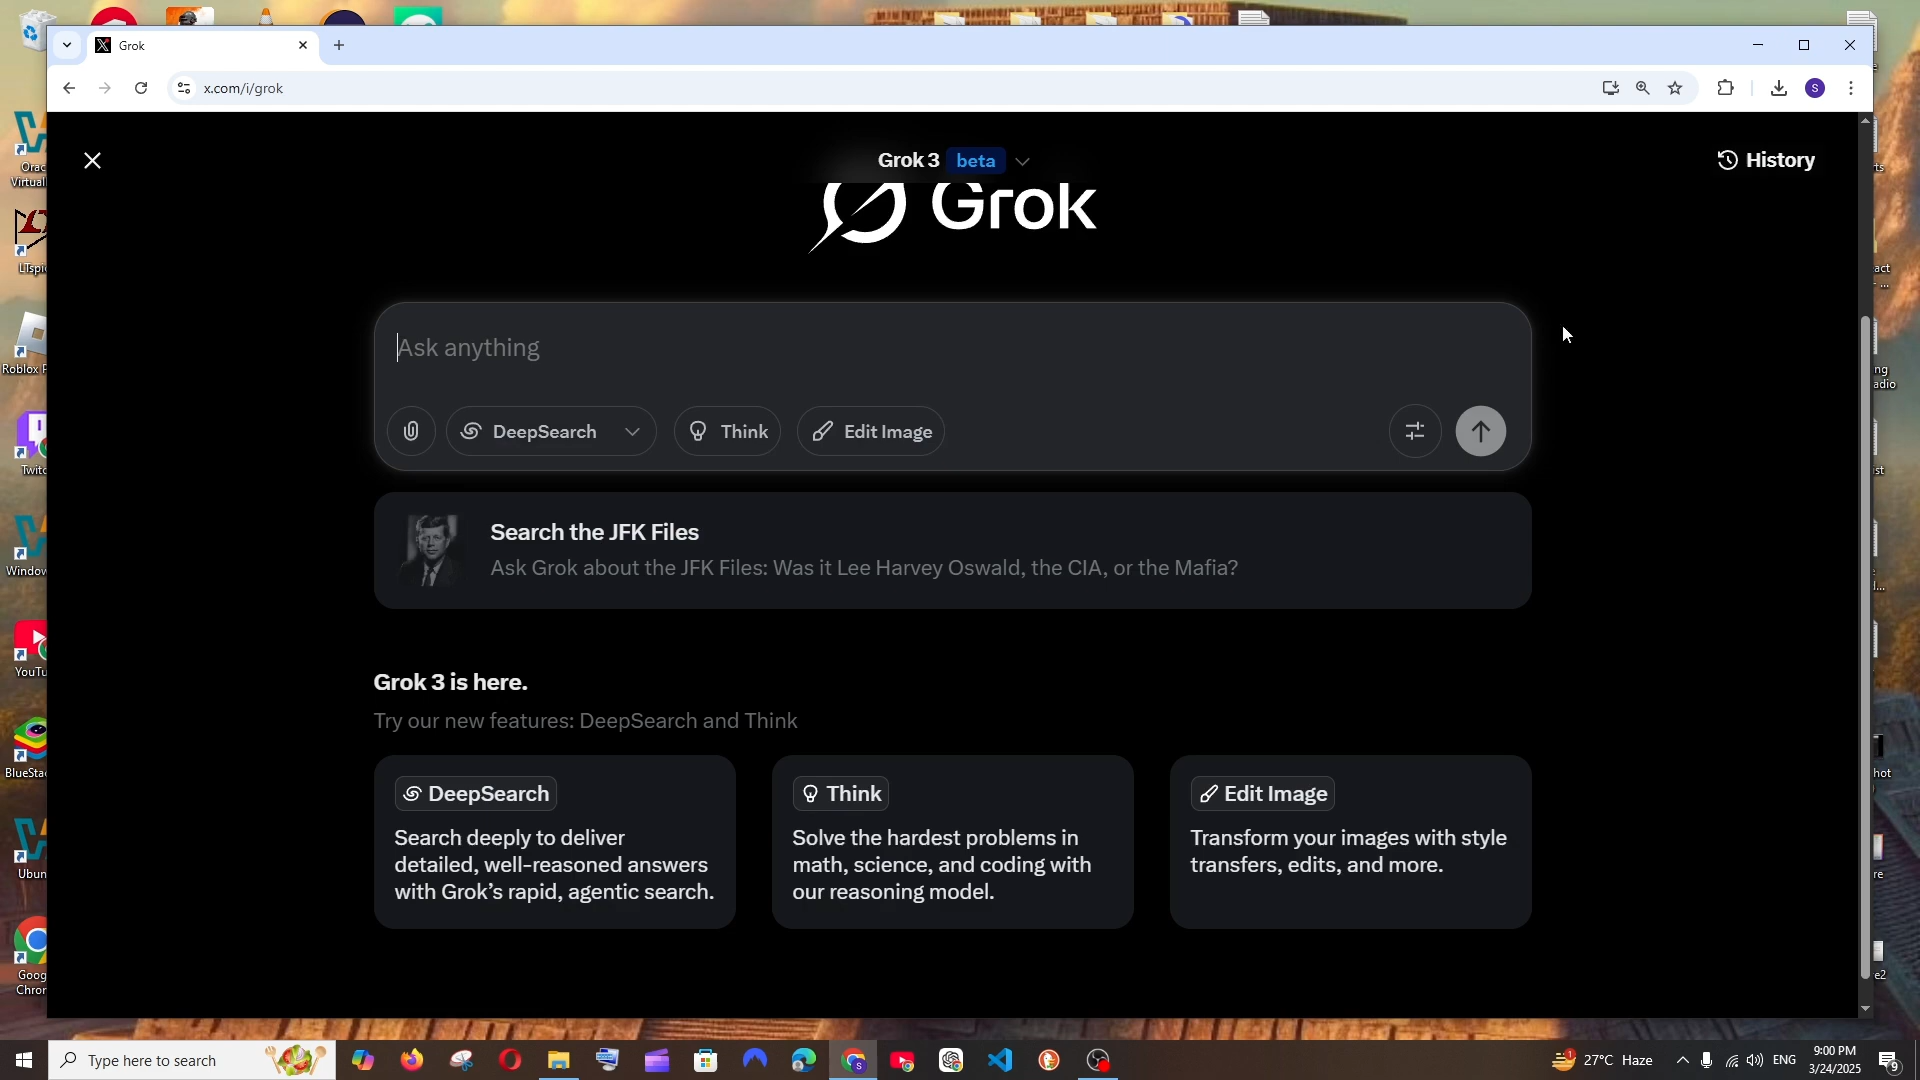 Grok
x.com/i/grok
Grok 3 beta
History
Grok
Ask anything
DeepSearch
Think
Edit Image
Search the JFK Files
Ask Grok about the JFK Files: Was it Lee Harvey Oswald, the CIA, or the Mafia?
Grok 3 is here.
Try our new features: DeepSearch and Think
DeepSearch
Search deeply to deliver
detailed, well-reasoned answers
with Grok's rapid, agentic search.
Think
Solve the hardest problems in
math, science, and coding with
our reasoning model.
Edit Image
Transform your images with style
transfers, edits, and more.
Type here to search
27°C Haze
ENG
9:00 PM
3/24/2025